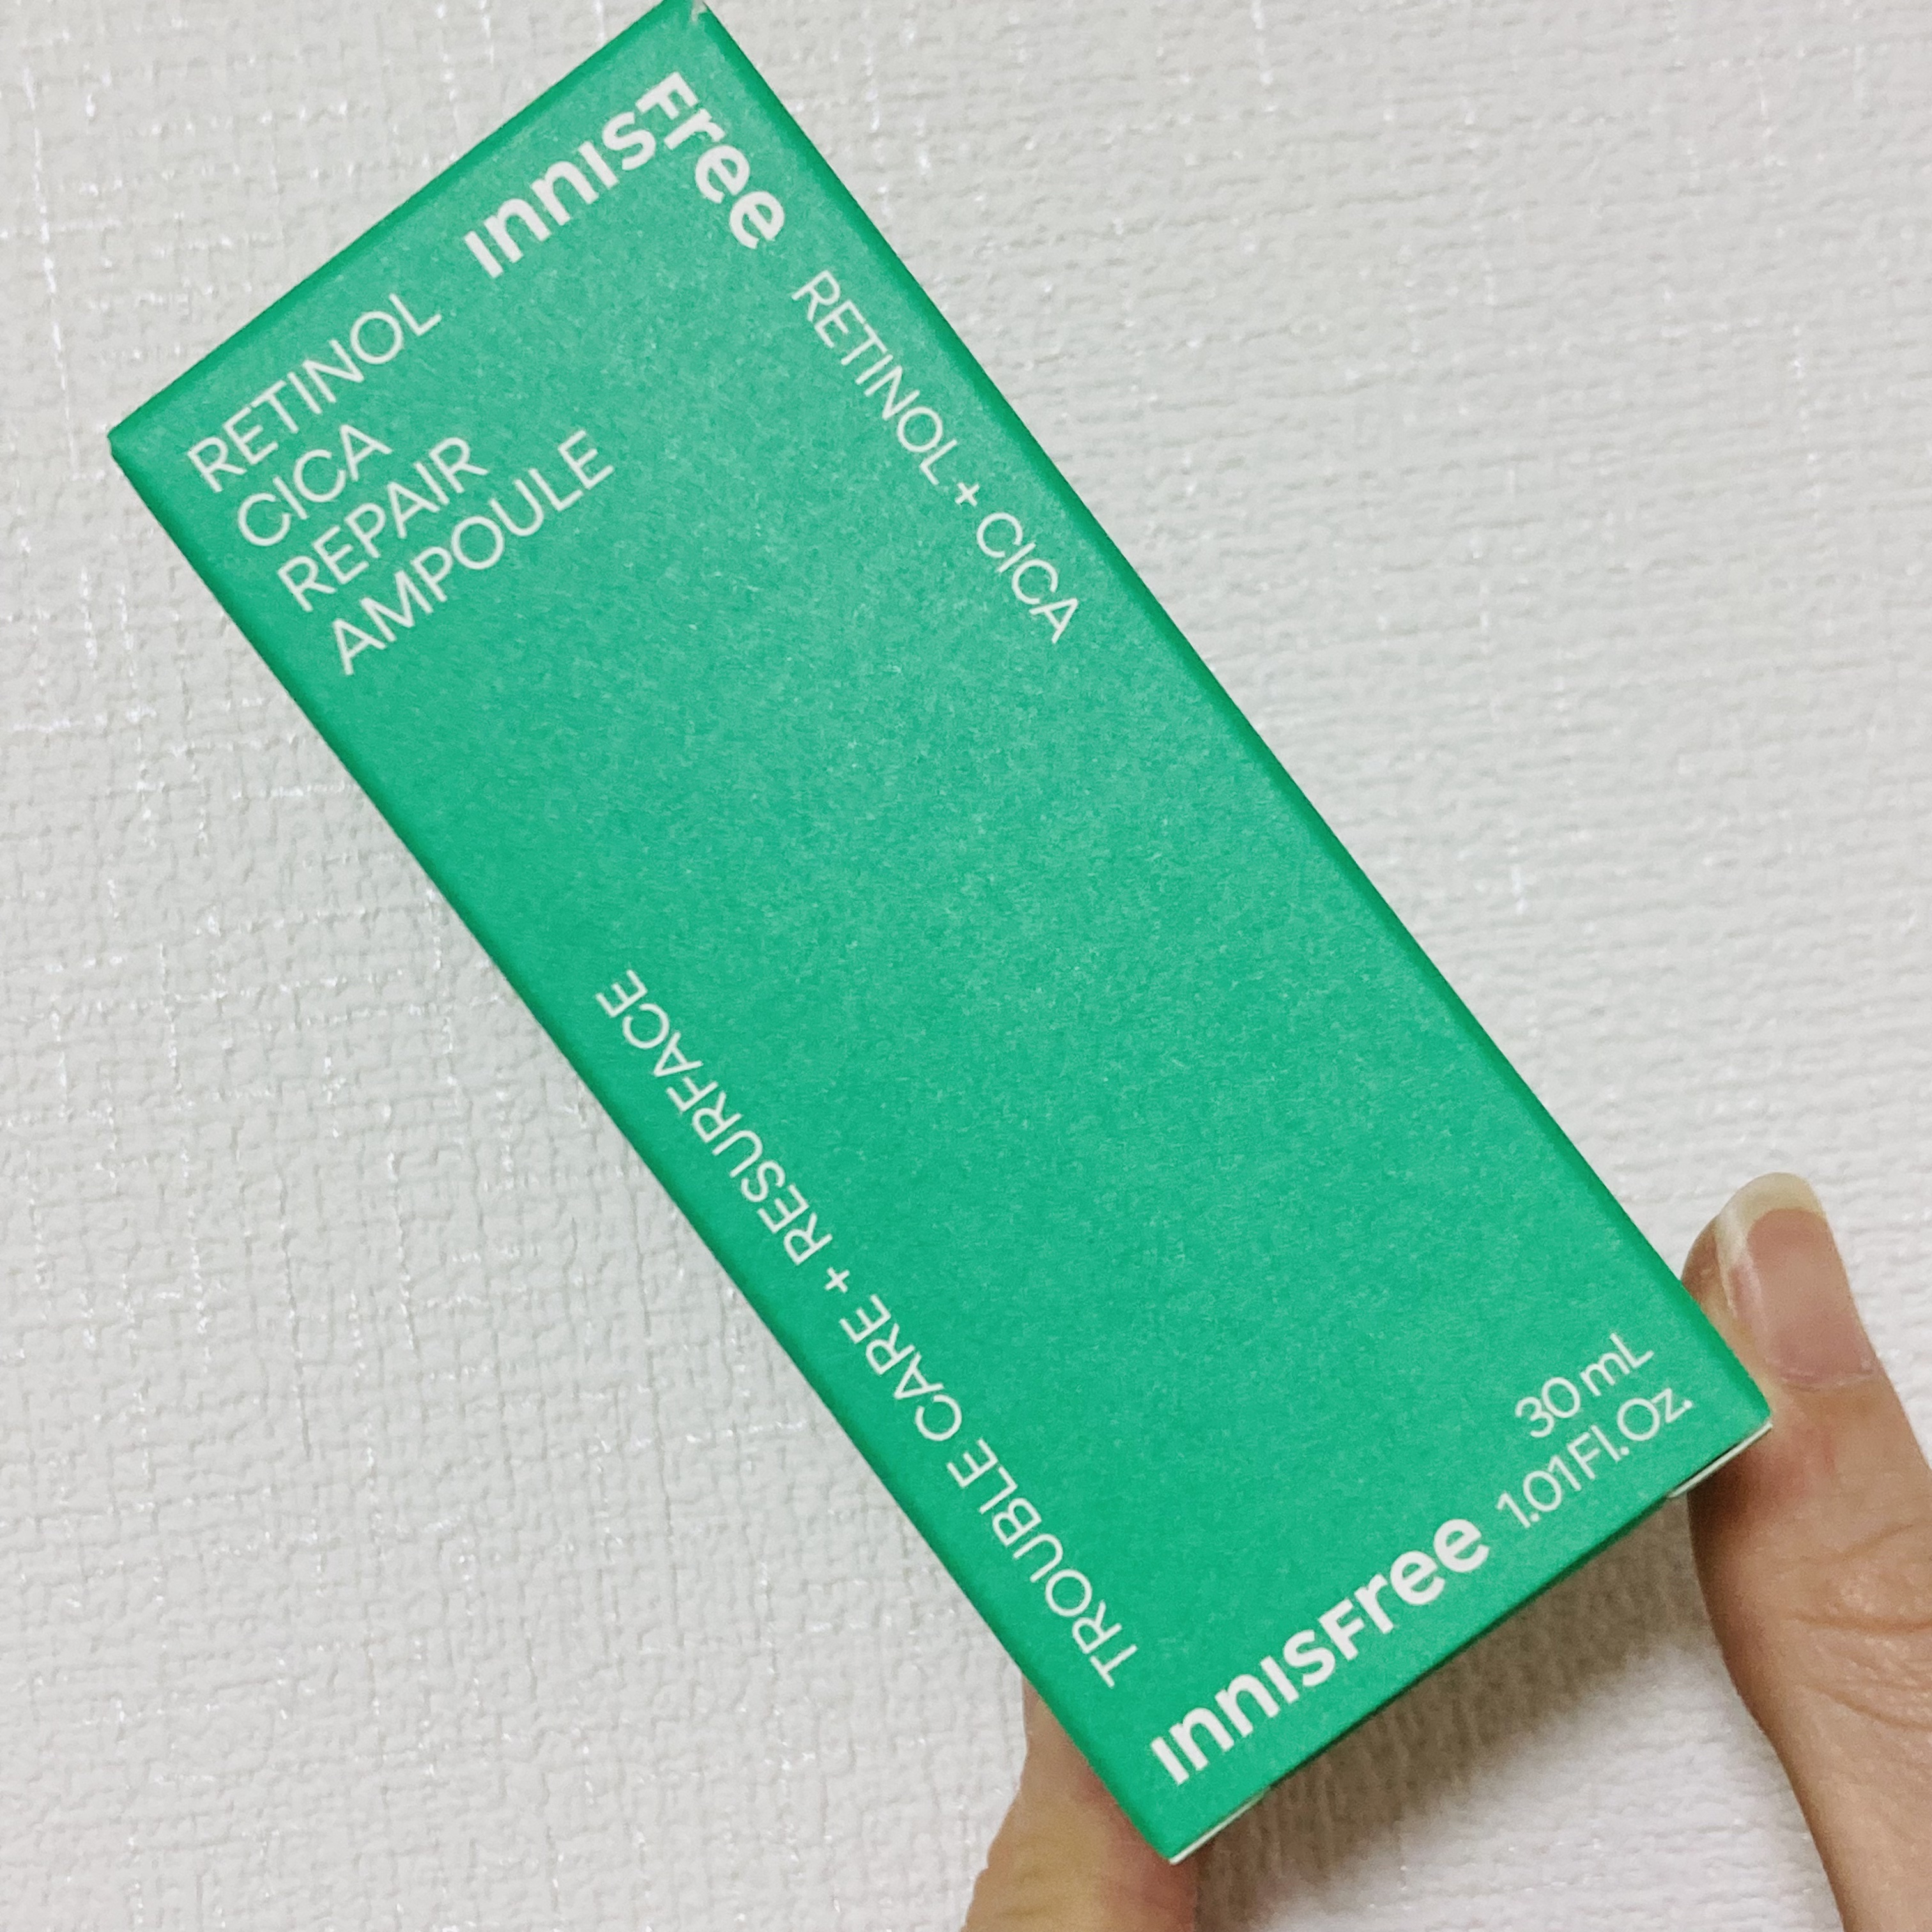 INNISFree
RETINOL
CICA
REPAIR
AMPOULE
RETINOL + CICA
TROUBLE CARE + RESURFACE
30 mL
1.01 Fl. Oz.
INNISFree